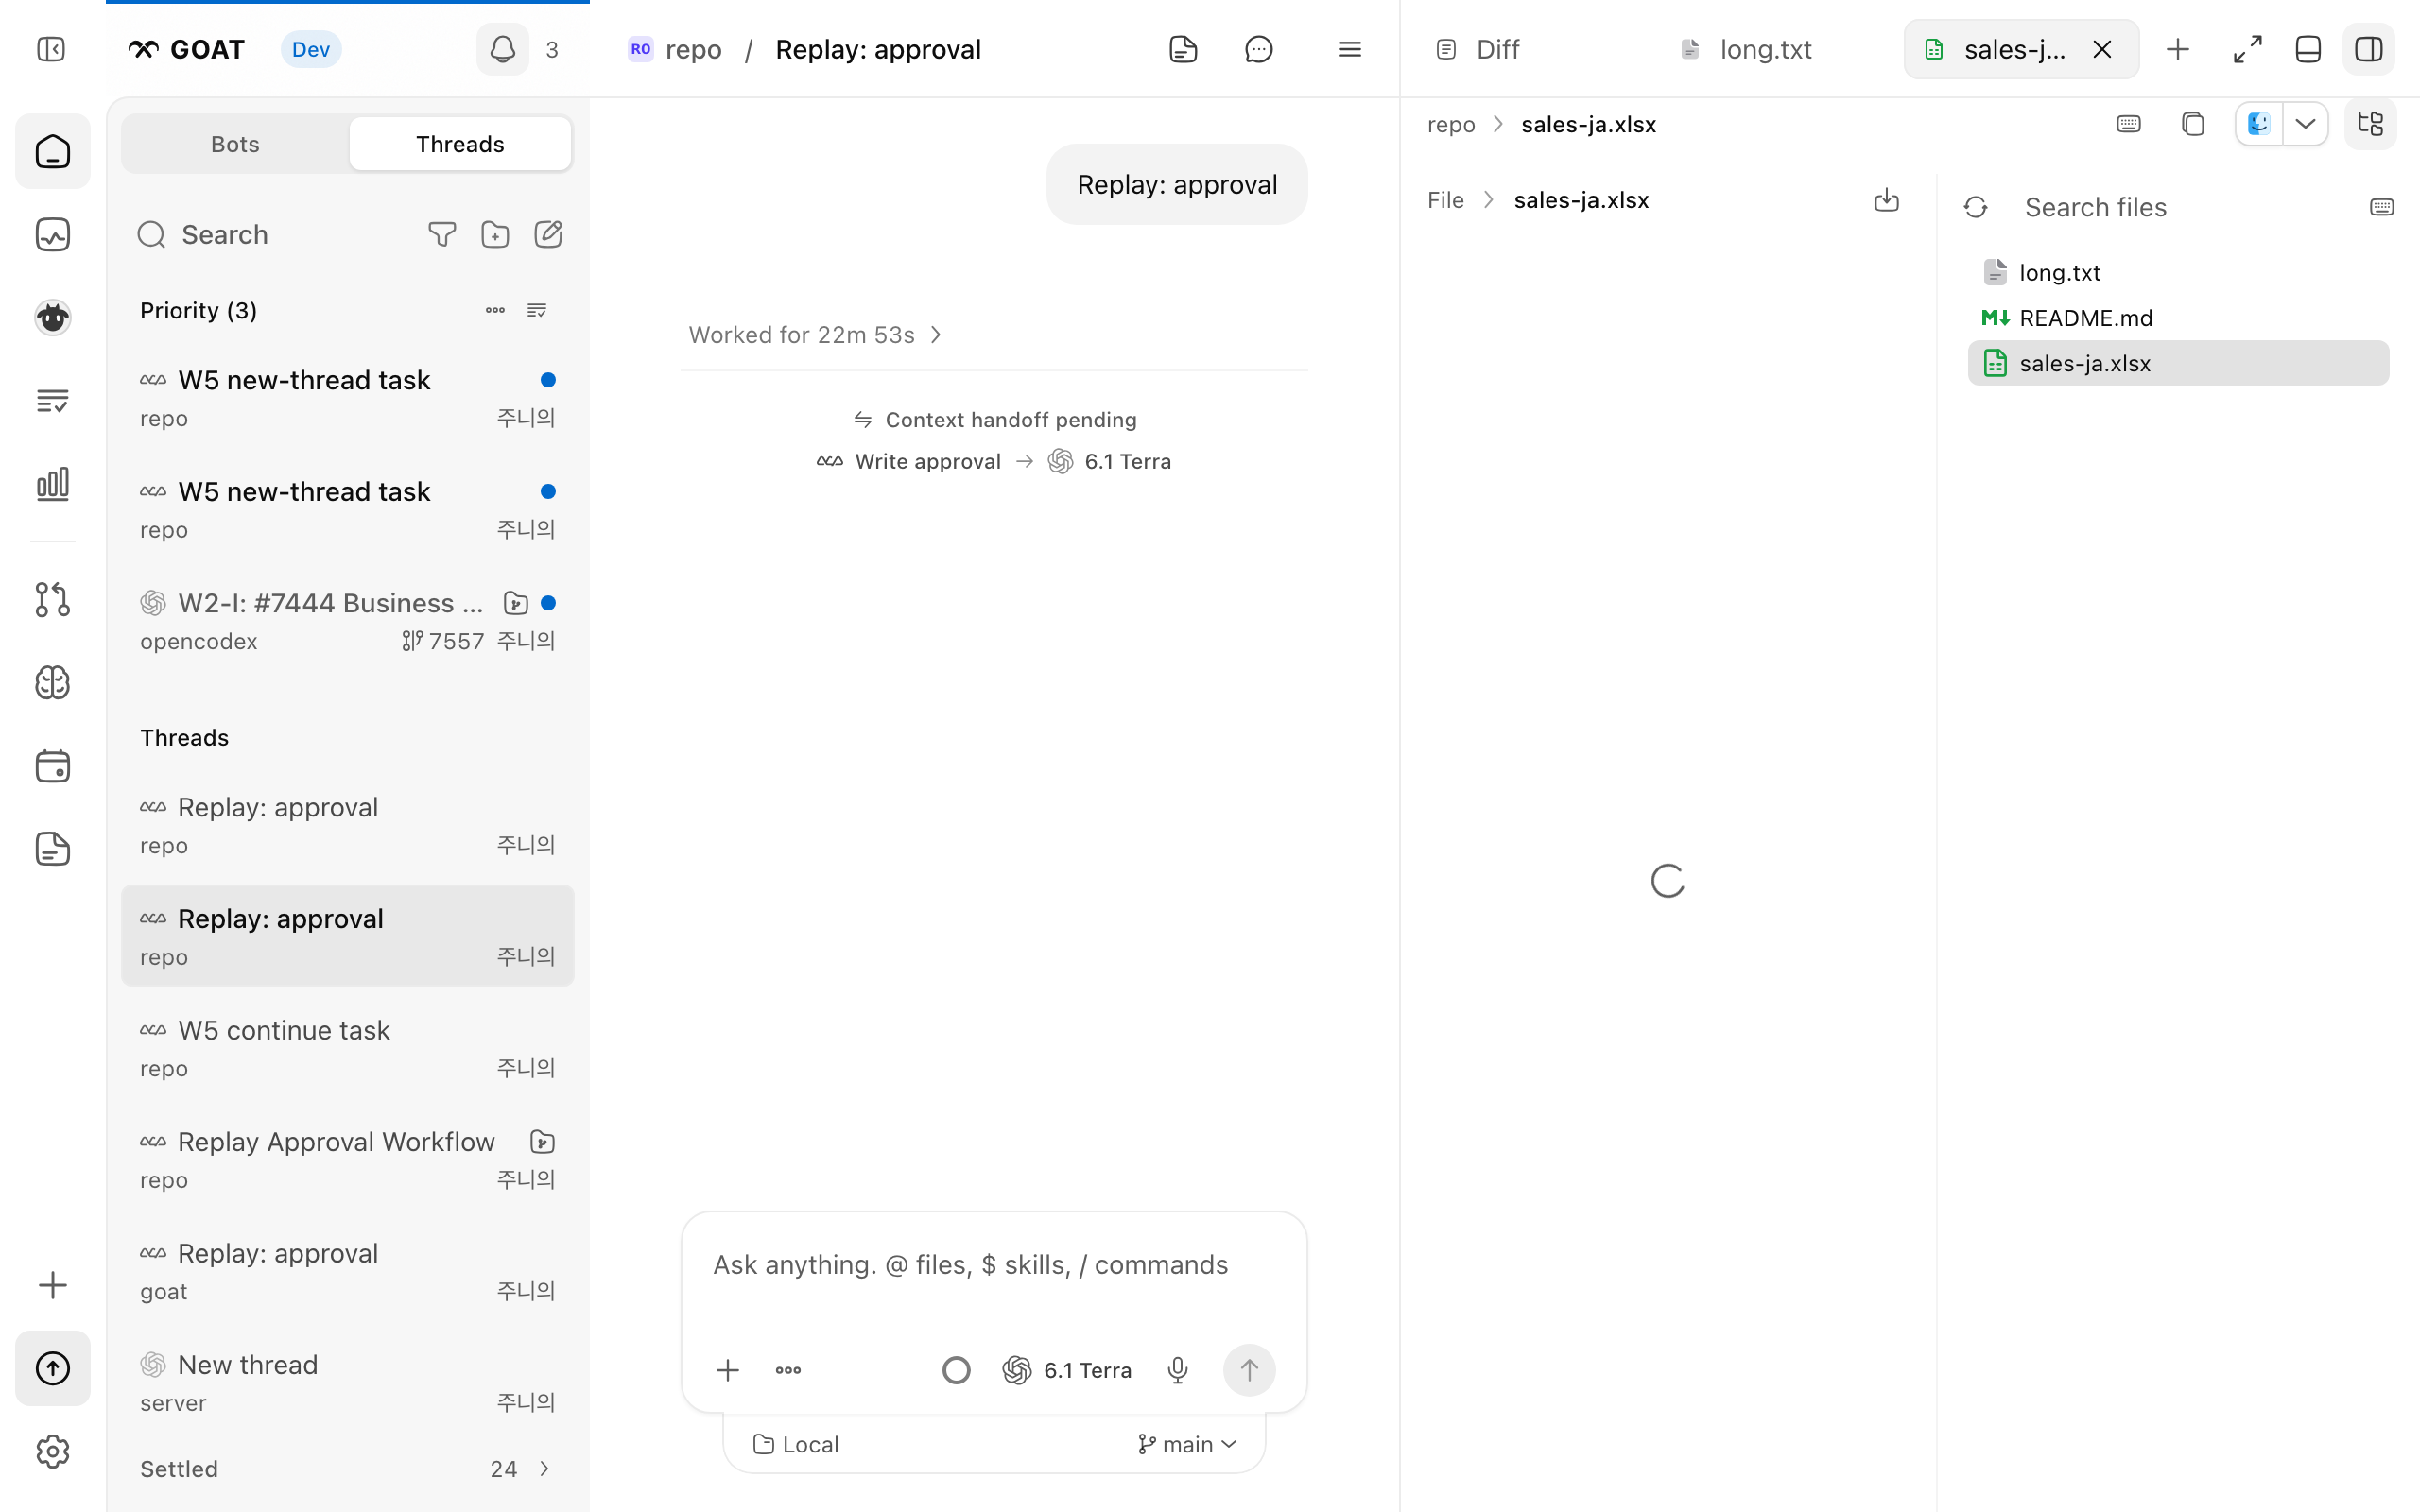 GOAT
Dev
3
Bots
Threads
Search
Priority (3)
W5 new-thread task
repo
주니의
W5 new-thread task
repo
주니의
W2-I: #7444 Business ...
opencodex
7557
주니의
Threads
Replay: approval
repo
주니의
Replay: approval
repo
주니의
W5 continue task
repo
주니의
Replay Approval Workflow
repo
주니의
Replay: approval
goat
주니의
New thread
server
주니의
Settled
24
RO repo / Replay: approval
Replay: approval
Worked for 22m 53s
Context handoff pending
Write approval → 6.1 Terra
Ask anything. @ files, $ skills, / commands
6.1 Terra
Local
main
Diff
long.txt
sales-j...
repo > sales-ja.xlsx
File > sales-ja.xlsx
Search files
long.txt
M↓ README.md
sales-ja.xlsx